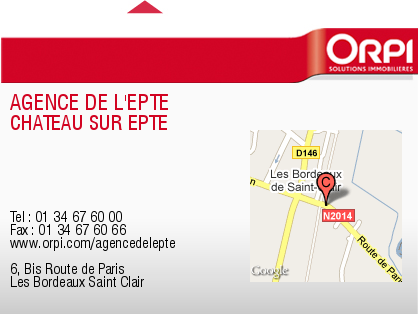 ORPI
SOLUTIONS IMMOBILIÈRES
AGENCE DE L'EPTE
CHATEAU SUR EPTE
D146
Les Bordeaux
de Saint-Clair
C
N2014
Route de Par
Google
Tel : 01 34 67 60 00
Fax : 01 34 67 60 66
www.orpi.com/agencedelepte
6, Bis Route de Paris
Les Bordeaux Saint Clair